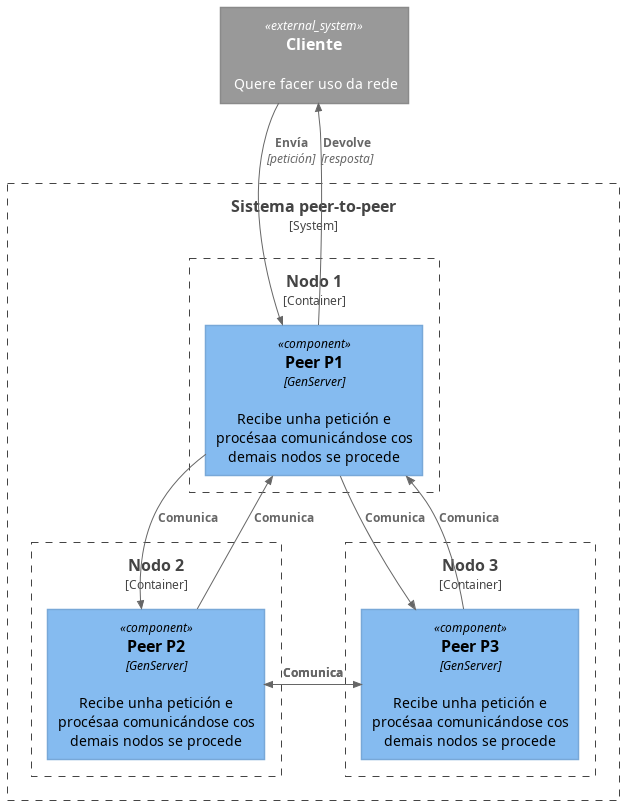 «external_system»
Cliente
Quere facer uso da rede
Envía
[petición]
Devolve
[resposta]
Sistema peer-to-peer
[System]
Nodo 1
[Container]
«component»
Peer P1
[GenServer]
Recibe unha petición e
procésaa comunicándose cos
demais nodos se procede
Comunica
Comunica
Comunica
Comunica
Nodo 2
[Container]
«component»
Peer P2
[GenServer]
Recibe unha petición e
procésaa comunicándose cos
demais nodos se procede
Comunica
Nodo 3
[Container]
«component»
Peer P3
[GenServer]
Recibe unha petición e
procésaa comunicándose cos
demais nodos se procede